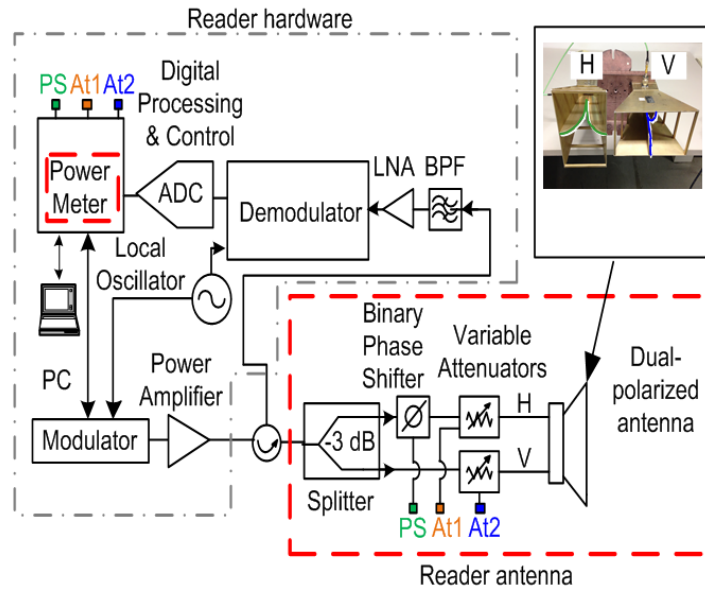 Reader hardware
PS At1 At2
Digital
Processing
& Control
H V
Power
Meter
ADC
Demodulator
LNA BPF
Local
Oscillator
PC
Power
Amplifier
Modulator
Binary
Phase
Shifter
Variable
Attenuators
Dual-
polarized
antenna
H
-3 dB
V
Splitter
PS At1 At2
Reader antenna